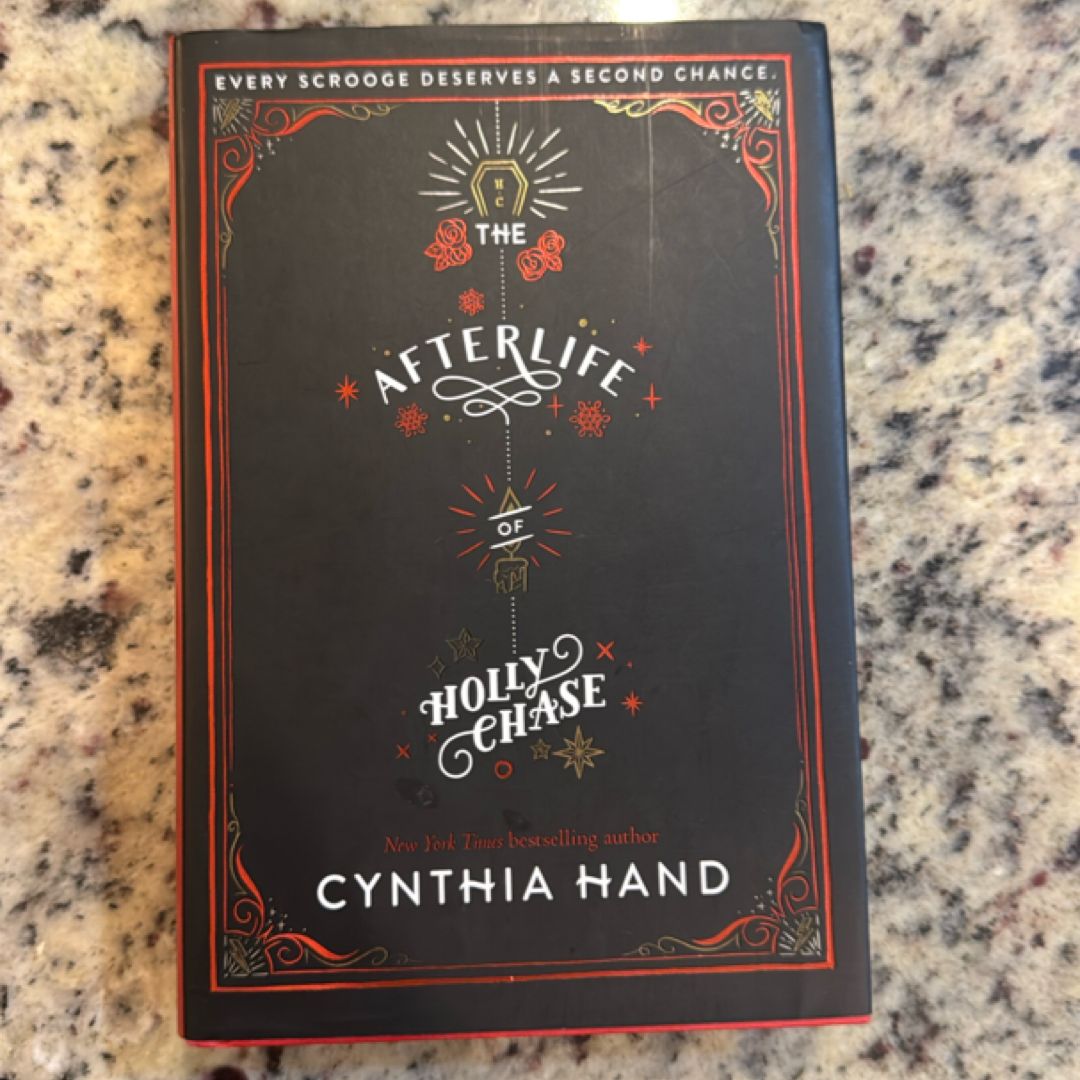 EVERY SCROOGE DESERVES A SECOND CHANCE.
H
C
THE
AFTERLIFE
OF
HOLLY
CHASE
New York Times bestselling author
CYNTHIA HAND